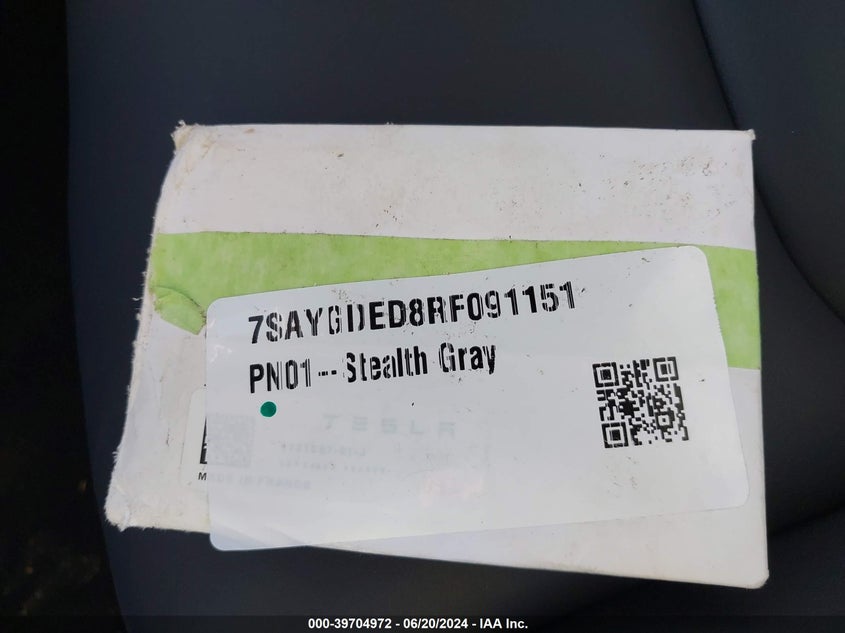 7SAYGDED8RF091151
PN01--Stealth Gray
TESLA
000-39704972 - 06/20/2024 - IAA Inc.